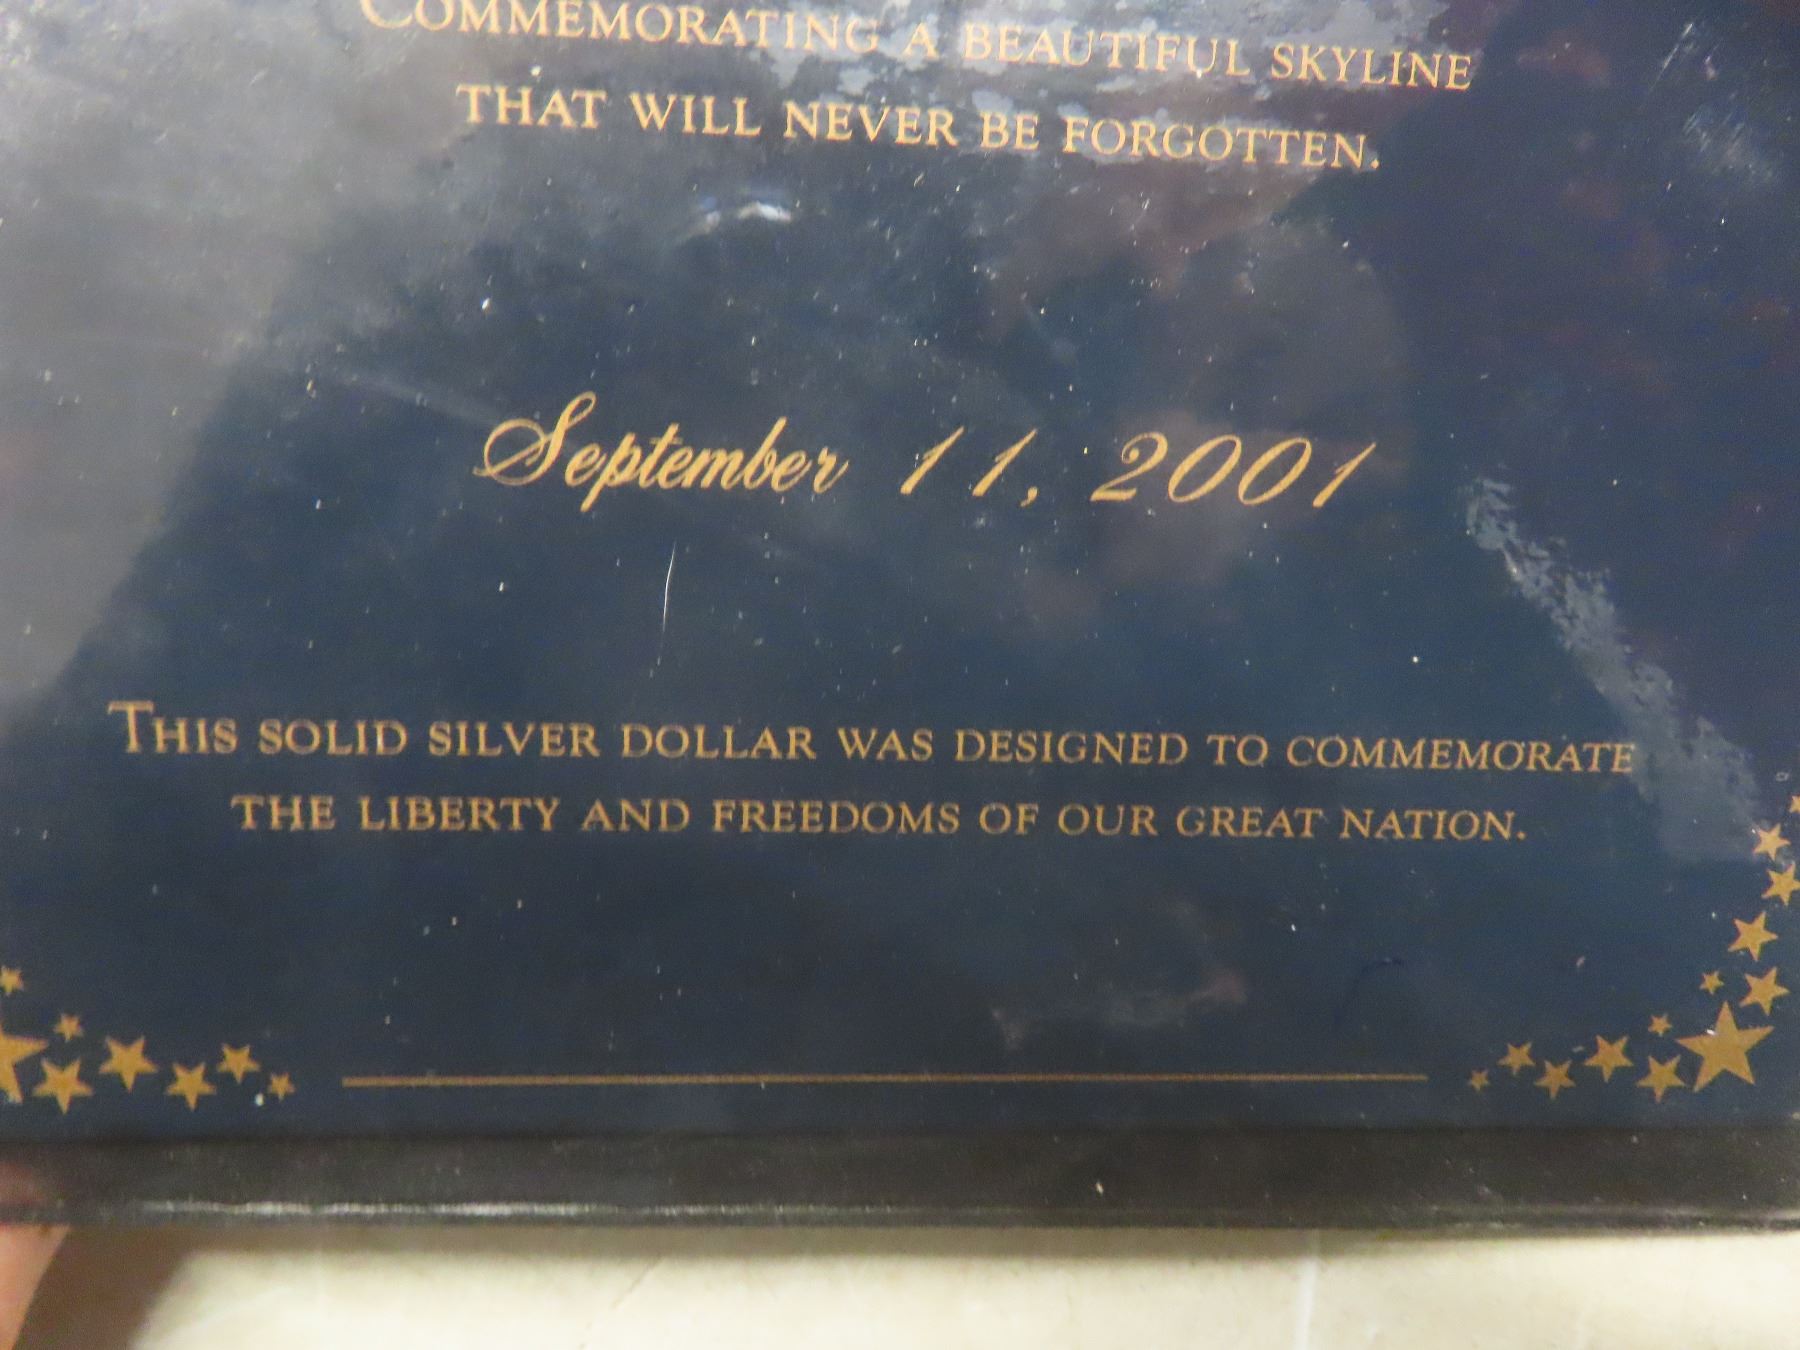 COMMEMORATING A BEAUTIFUL SKYLINE
THAT WILL NEVER BE FORGOTTEN.
September 11, 2001
THIS SOLID SILVER DOLLAR WAS DESIGNED TO COMMEMORATE
THE LIBERTY AND FREEDOMS OF OUR GREAT NATION.